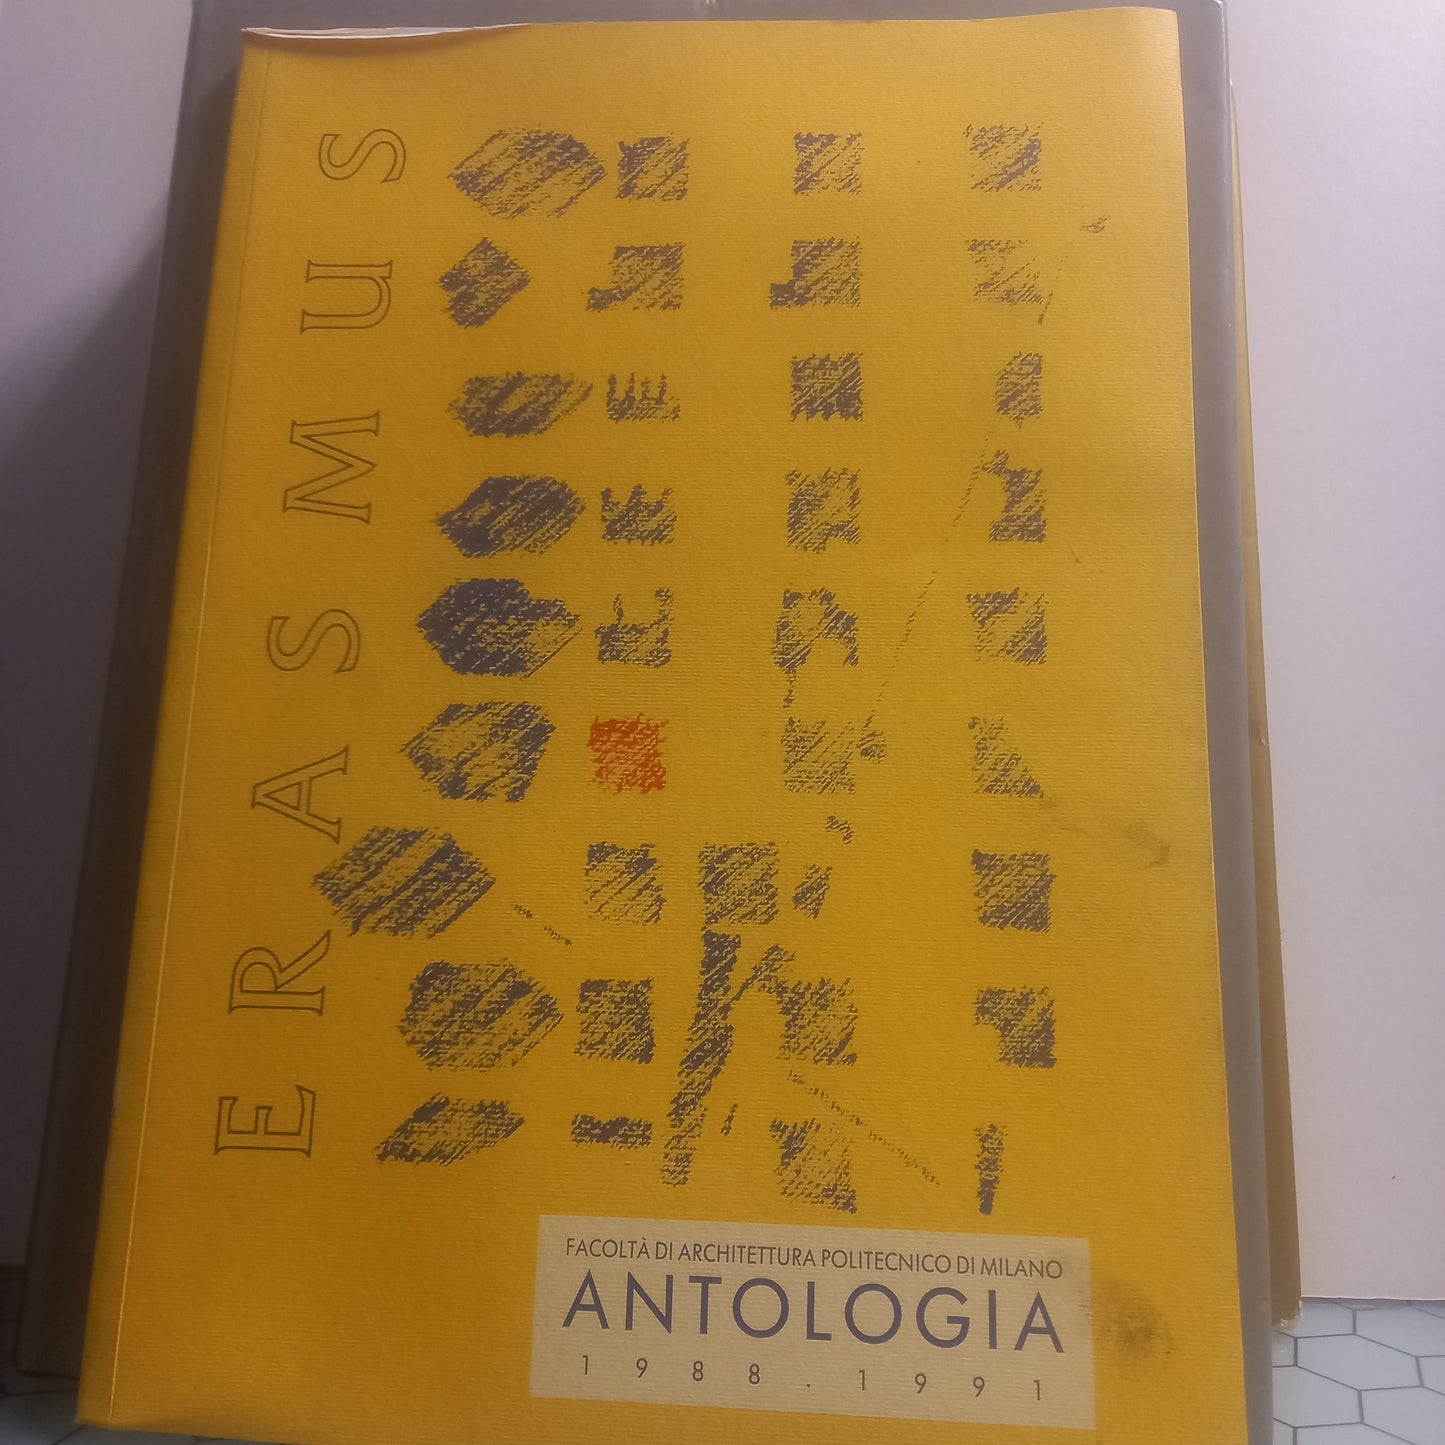 ERASMUS
FACOLTÀ DI ARCHITETTURA POLITECNICO DI MILANO
ANTOLOGIA
1988.1991